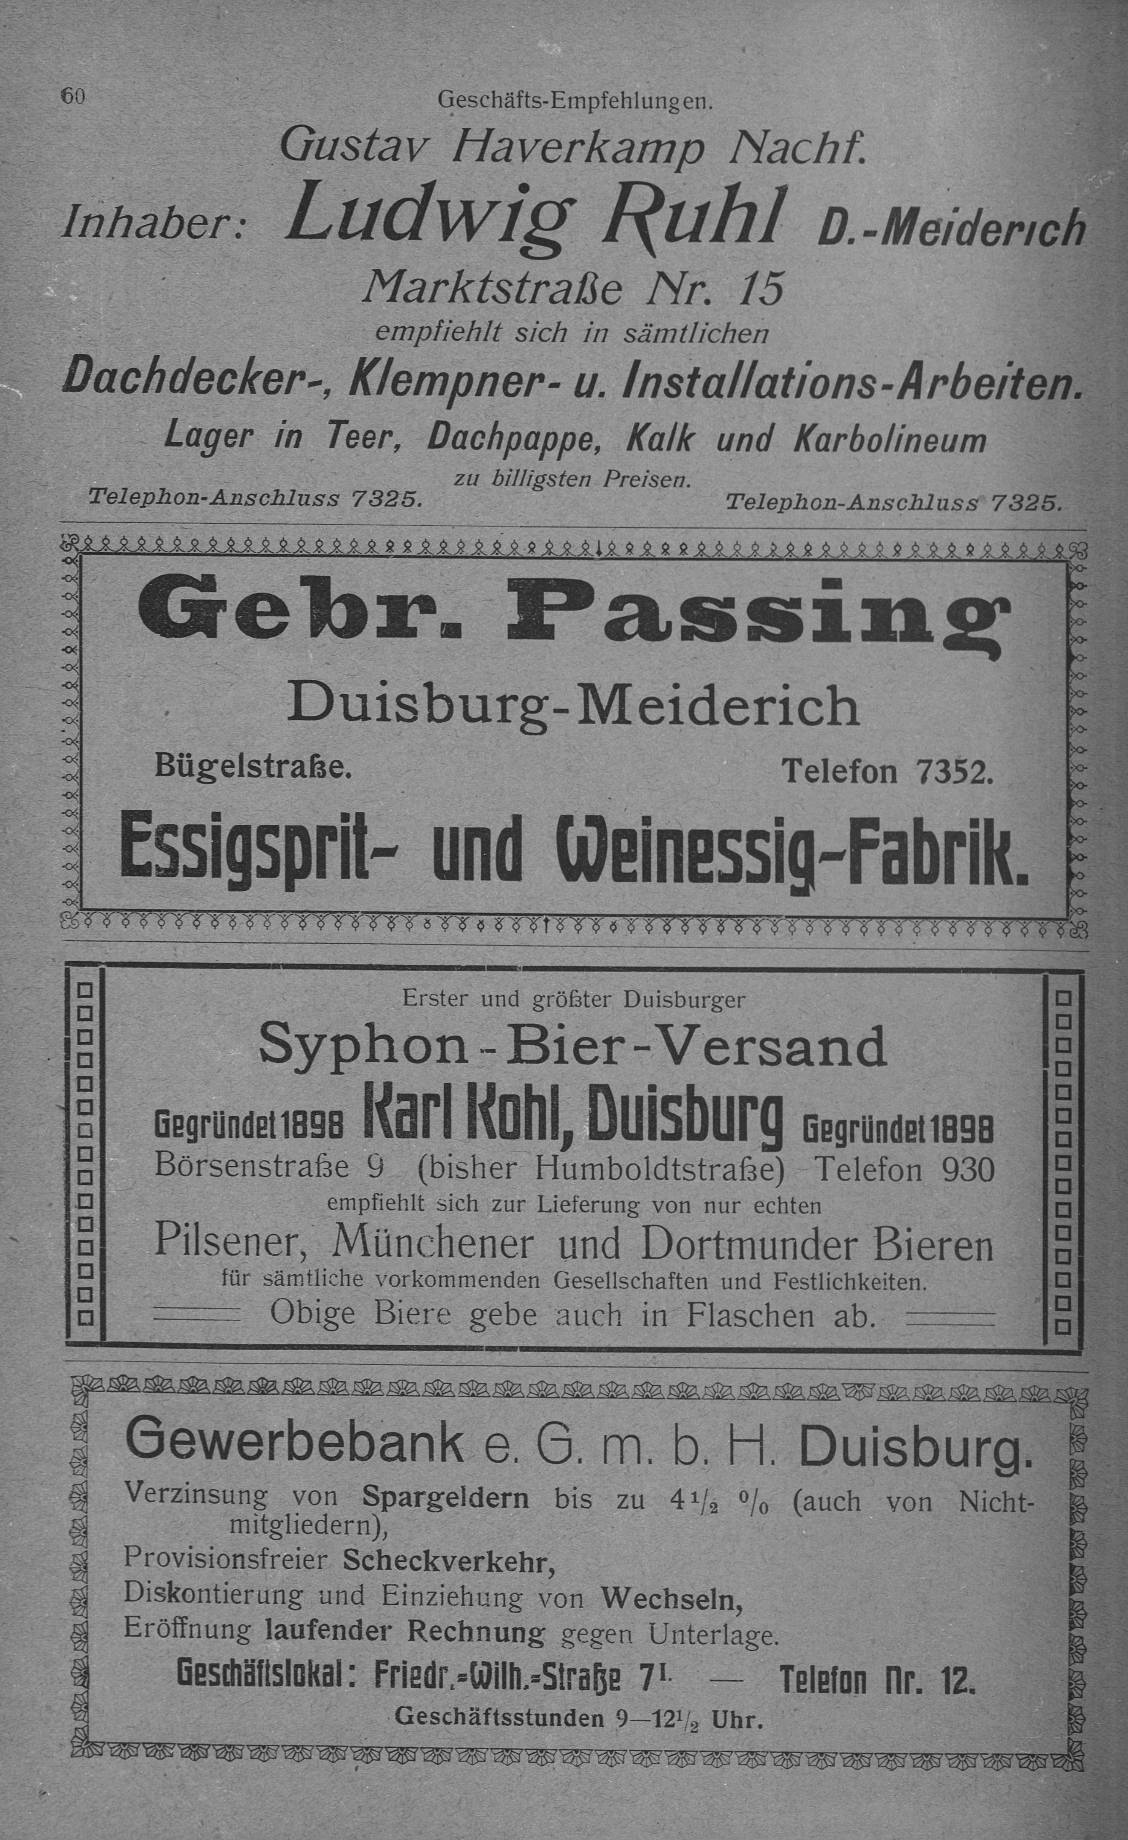 60
Geschäfts-Empfehlungen.
Gustav Haverkamp Nachf.
Inhaber: Ludwig Ruhl D.-Meiderich
Marktstraße Nr. 15
empfiehlt sich in sämtlichen
Dachdecker-, Klempner- u. Installations-Arbeiten.
Lager in Teer, Dachpappe, Kalk und Karbolineum
zu billigsten Preisen.
Telephon-Anschluss 7325. Telephon-Anschluss 7325.
Gebr. Passing
Duisburg-Meiderich
Bügelstraße. Telefon 7352.
Essigsprit- und Weinessig-Fabrik.
Erster und größter Duisburger
Syphon-Bier-Versand
Gegründet 1898 Karl Kohl, Duisburg Gegründet 1898
Börsenstraße 9 (bisher Humboldtstraße) Telefon 930
empfiehlt sich zur Lieferung von nur echten
Pilsener, Münchener und Dortmunder Bieren
für sämtliche vorkommenden Gesellschaften und Festlichkeiten.
Obige Biere gebe auch in Flaschen ab.
Gewerbebank e. G. m. b. H. Duisburg.
Verzinsung von Spargeldern bis zu 4 1/2 % (auch von Nicht-
mitgliedern),
Provisionsfreier Scheckverkehr,
Diskontierung und Einziehung von Wechseln,
Eröffnung laufender Rechnung gegen Unterlage.
Geschäftslokal: Friedr.-Wilh.-Straße 7 I. — Telefon Nr. 12.
Geschäftsstunden 9—12 1/2 Uhr.